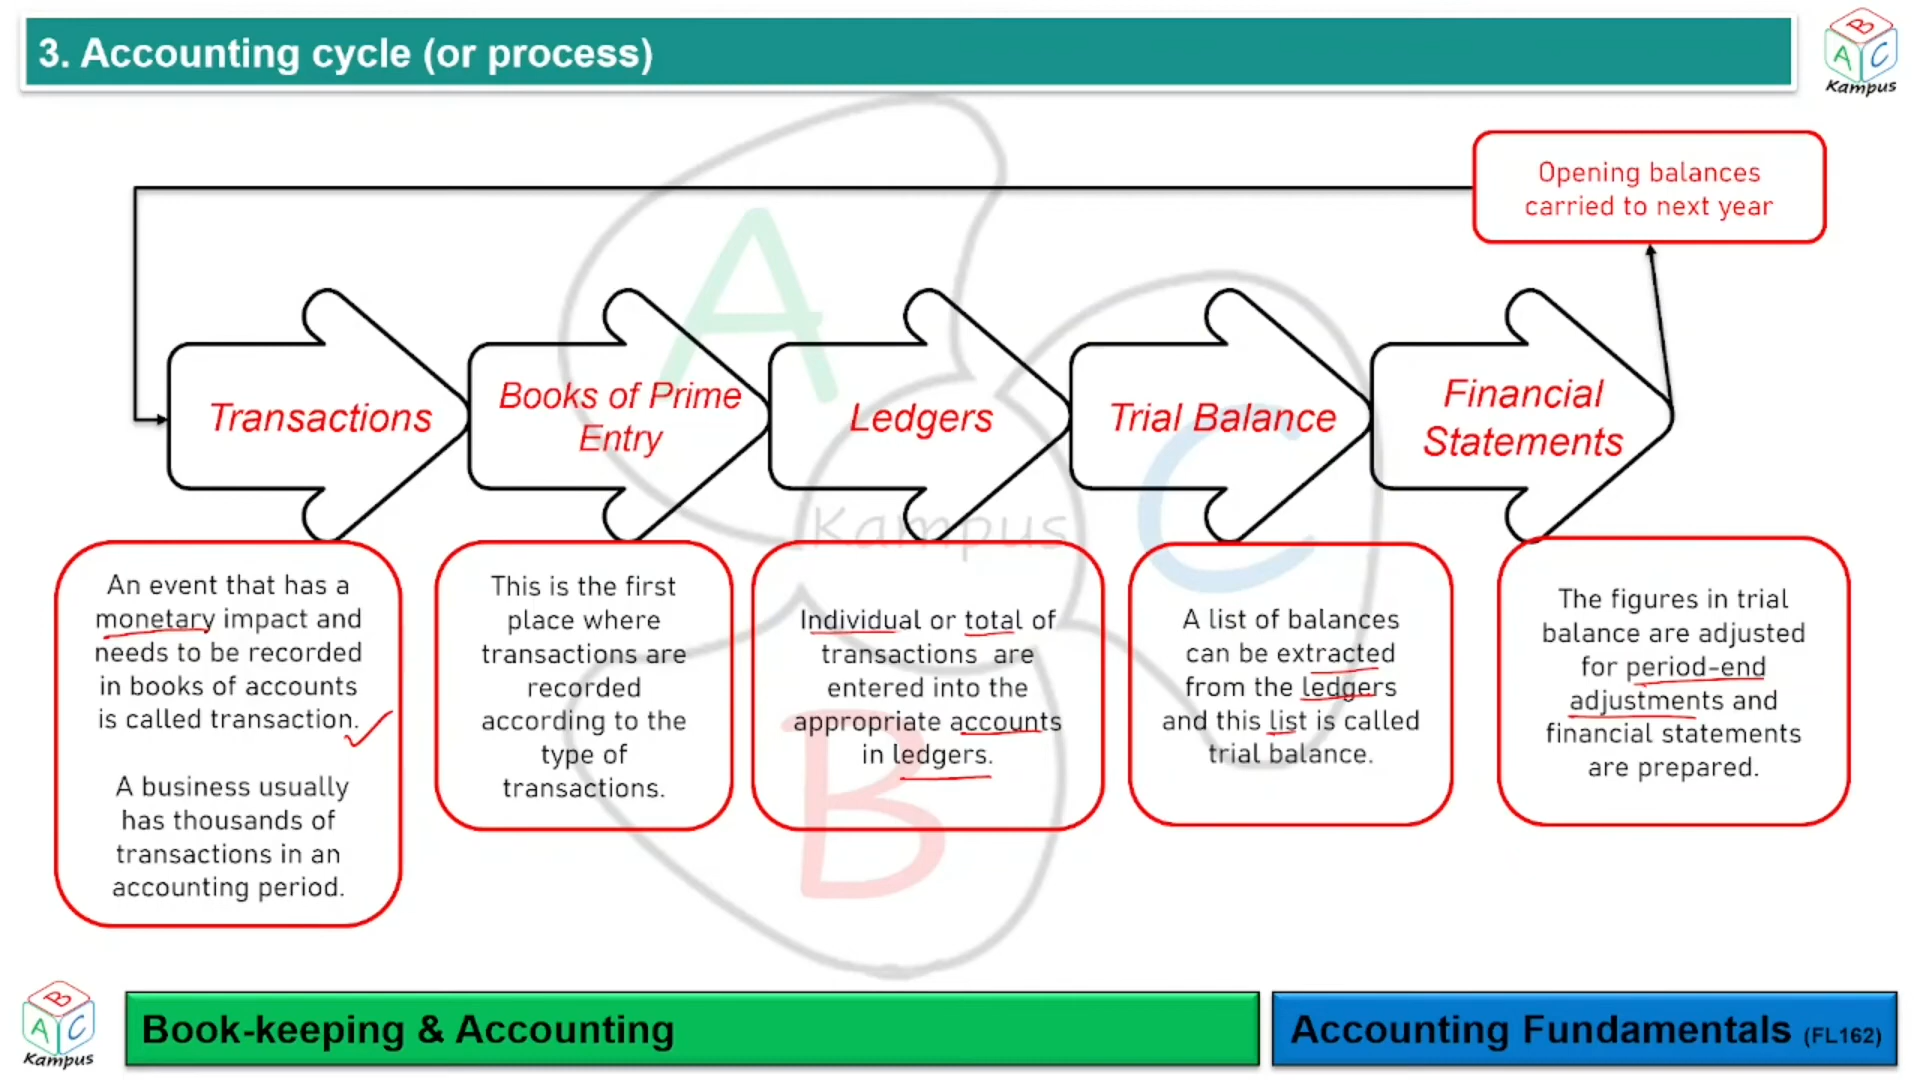 3. Accounting cycle (or process)
B
A C
Kampus
Opening balances
carried to next year
Transactions
Books of Prime
Entry
Ledgers
Trial Balance
Financial
Statements
An event that has a
monetary impact and
needs to be recorded
in books of accounts
is called transaction.
A business usually
has thousands of
transactions in an
accounting period.
This is the first
place where
transactions are
recorded
according to the
type of
transactions.
Individual or total of
transactions are
entered into the
appropriate accounts
in ledgers.
A list of balances
can be extracted
from the ledgers
and this list is called
trial balance.
The figures in trial
balance are adjusted
for period-end
adjustments and
financial statements
are prepared.
A
Kampus
C
B
B
A C
Kampus
Book-keeping & Accounting
Accounting Fundamentals (FL162)